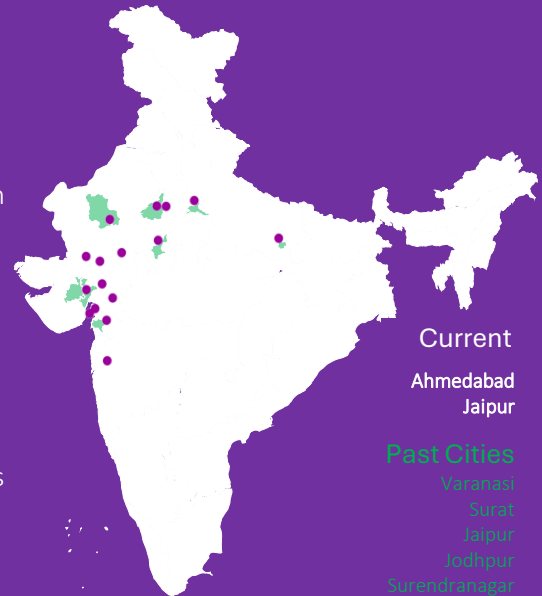 Current
Ahmedabad
Jaipur
Past Cities
Varanasi
Surat
Jaipur
Jodhpur
Surendranagar